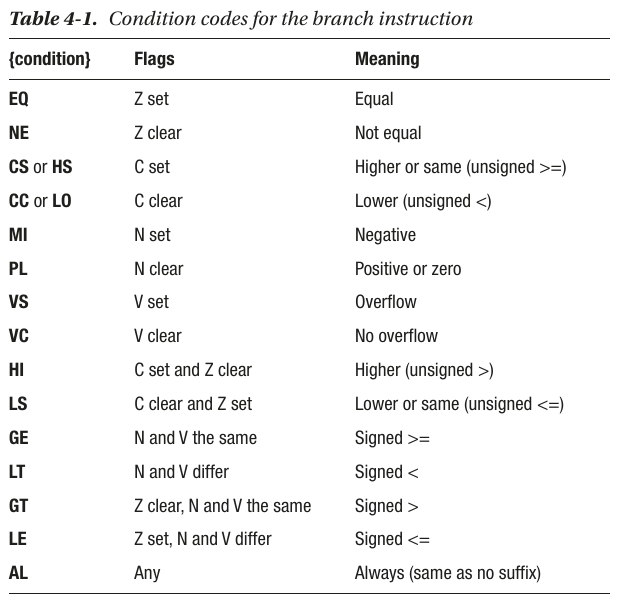 Table 4-1. Condition codes for the branch instruction
{condition} Flags Meaning
EQ Z set Equal
NE Z clear Not equal
CS or HS C set Higher or same (unsigned >=)
CC or LO C clear Lower (unsigned <)
MI N set Negative
PL N clear Positive or zero
VS V set Overflow
VC V clear No overflow
HI C set and Z clear Higher (unsigned >)
LS C clear and Z set Lower or same (unsigned <=)
GE N and V the same Signed >=
LT N and V differ Signed <
GT Z clear, N and V the same Signed >
LE Z set, N and V differ Signed <=
AL Any Always (same as no suffix)